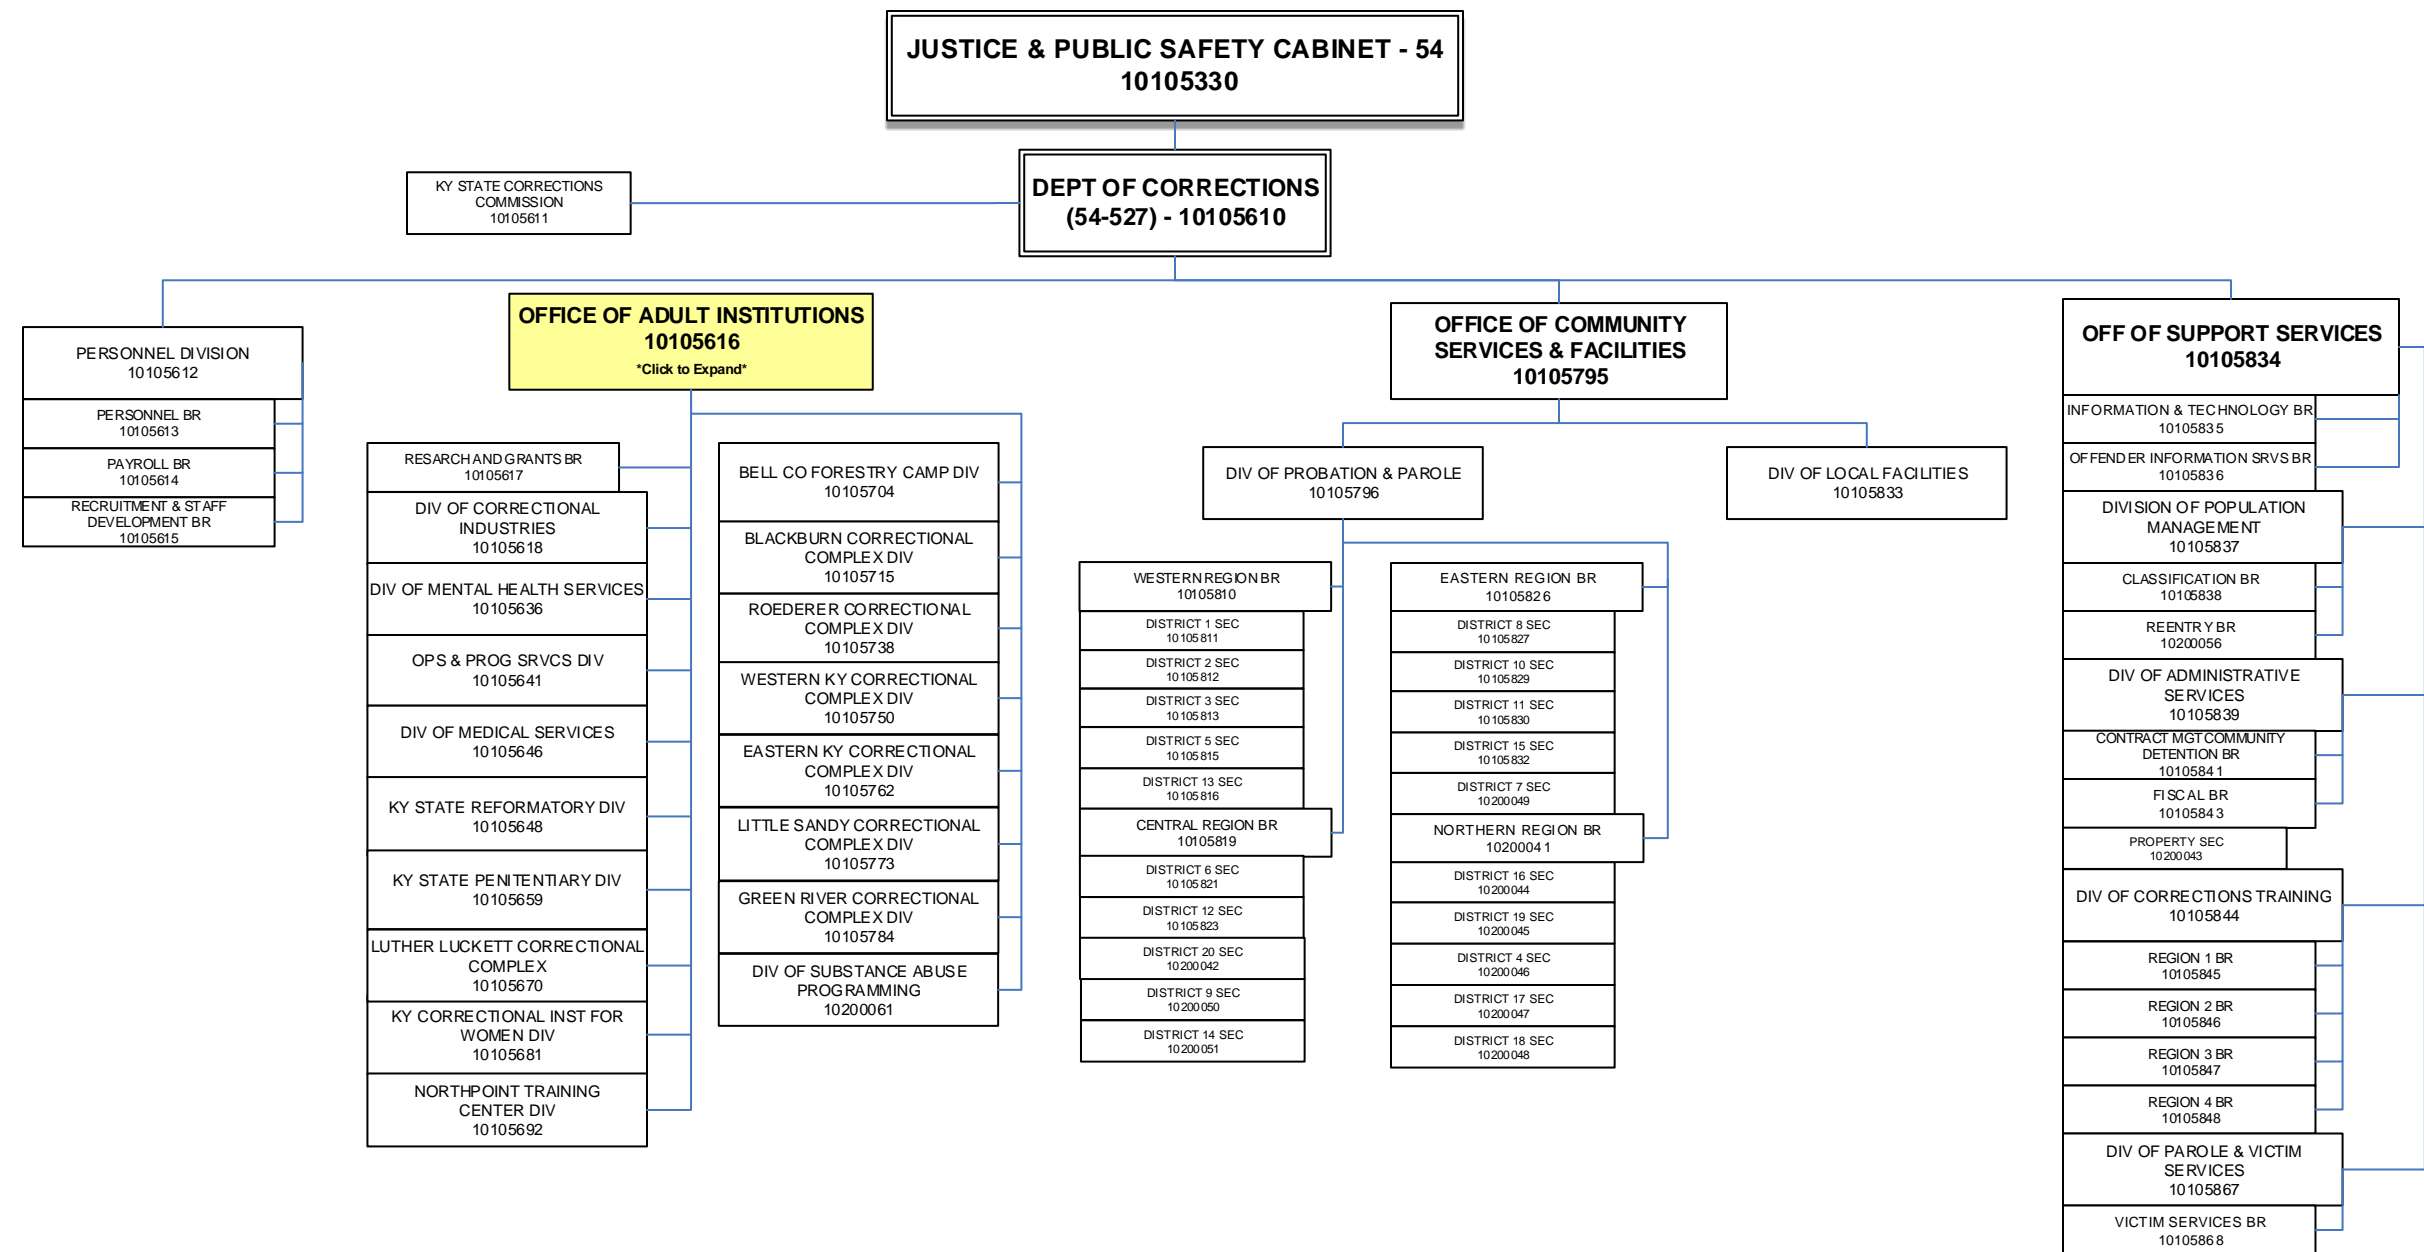 JUSTICE & PUBLIC SAFETY CABINET - 54
10105330
DEPT OF CORRECTIONS
(54-527) - 10105610
KY STATE CORRECTIONS
COMMISSION
10105611
PERSONNEL DIVISION
10105612
PERSONNEL BR
10105613
PAYROLL BR
10105614
RECRUITMENT & STAFF
DEVELOPMENT BR
10105615
OFFICE OF ADULT INSTITUTIONS
10105616
*Click to Expand*
RESARCH AND GRANTS BR
10105617
DIV OF CORRECTIONAL
INDUSTRIES
10105618
DIV OF MENTAL HEALTH SERVICES
10105636
OPS & PROG SRVCS DIV
10105641
DIV OF MEDICAL SERVICES
10105646
KY STATE REFORMATORY DIV
10105648
KY STATE PENITENTIARY DIV
10105659
LUTHER LUCKETT CORRECTIONAL
COMPLEX
10105670
KY CORRECTIONAL INST FOR
WOMEN DIV
10105681
NORTHPOINT TRAINING
CENTER DIV
10105692
BELL CO FORESTRY CAMP DIV
10105704
BLACKBURN CORRECTIONAL
COMPLEX DIV
10105715
ROEDERER CORRECTIONAL
COMPLEX DIV
10105738
WESTERN KY CORRECTIONAL
COMPLEX DIV
10105750
EASTERN KY CORRECTIONAL
COMPLEX DIV
10105762
LITTLE SANDY CORRECTIONAL
COMPLEX DIV
10105773
GREEN RIVER CORRECTIONAL
COMPLEX DIV
10105784
DIV OF SUBSTANCE ABUSE
PROGRAMMING
10200061
OFFICE OF COMMUNITY
SERVICES & FACILITIES
10105795
DIV OF PROBATION & PAROLE
10105796
DIV OF LOCAL FACILITIES
10105833
WESTERN REGION BR
10105810
DISTRICT 1 SEC
10105811
DISTRICT 2 SEC
10105812
DISTRICT 3 SEC
10105813
DISTRICT 5 SEC
10105815
DISTRICT 13 SEC
10105816
CENTRAL REGION BR
10105819
DISTRICT 6 SEC
10105821
DISTRICT 12 SEC
10105823
DISTRICT 20 SEC
10200042
DISTRICT 9 SEC
10200050
DISTRICT 14 SEC
10200051
EASTERN REGION BR
10105826
DISTRICT 8 SEC
10105827
DISTRICT 10 SEC
10105829
DISTRICT 11 SEC
10105830
DISTRICT 15 SEC
10105832
DISTRICT 7 SEC
10200049
NORTHERN REGION BR
10200041
DISTRICT 16 SEC
10200044
DISTRICT 19 SEC
10200045
DISTRICT 4 SEC
10200046
DISTRICT 17 SEC
10200047
DISTRICT 18 SEC
10200048
OFF OF SUPPORT SERVICES
10105834
INFORMATION & TECHNOLOGY BR
10105835
OFFENDER INFORMATION SRVS BR
10105836
DIVISION OF POPULATION
MANAGEMENT
10105837
CLASSIFICATION BR
10105838
REENTRY BR
10200056
DIV OF ADMINISTRATIVE
SERVICES
10105839
CONTRACT MGT COMMUNITY
DETENTION BR
10105841
FISCAL BR
10105843
PROPERTY SEC
10200043
DIV OF CORRECTIONS TRAINING
10105844
REGION 1 BR
10105845
REGION 2 BR
10105846
REGION 3 BR
10105847
REGION 4 BR
10105848
DIV OF PAROLE & VICTIM
SERVICES
10105867
VICTIM SERVICES BR
10105868